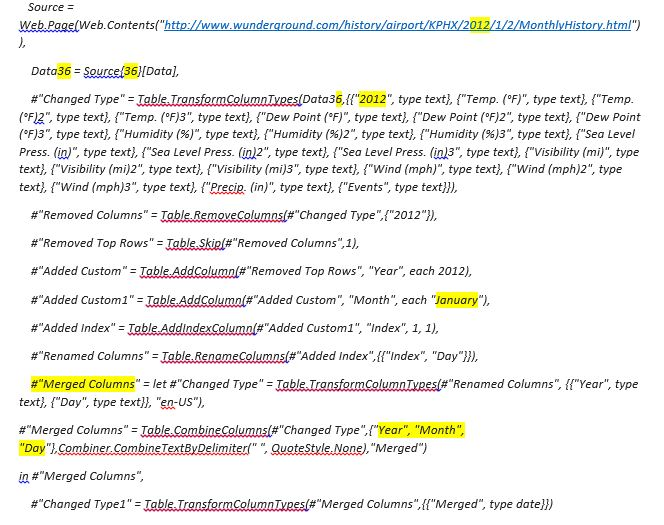 Source =
Web.Page(Web.Contents("http://www.wunderground.com/history/airport/KPHX/2012/1/2/MonthlyHistory.html")
),
Data36 = Source{36}[Data],
#"Changed Type" = Table.TransformColumnTypes(Data36,{{"2012", type text}, {"Temp. (°F)", type text}, {"Temp.
(°F)2", type text}, {"Temp. (°F)3", type text}, {"Dew Point (°F)", type text}, {"Dew Point (°F)2", type text}, {"Dew Point
(°F)3", type text}, {"Humidity (%)", type text}, {"Humidity (%)2", type text}, {"Humidity (%)3", type text}, {"Sea Level
Press. (in)", type text}, {"Sea Level Press. (in)2", type text}, {"Sea Level Press. (in)3", type text}, {"Visibility (mi)", type
text}, {"Visibility (mi)2", type text}, {"Visibility (mi)3", type text}, {"Wind (mph)", type text}, {"Wind (mph)2", type
text}, {"Wind (mph)3", type text}, {"Precip. (in)", type text}, {"Events", type text}}),
#"Removed Columns" = Table.RemoveColumns(#"Changed Type",{"2012"}),
#"Removed Top Rows" = Table.Skip(#"Removed Columns",1),
#"Added Custom" = Table.AddColumn(#"Removed Top Rows", "Year", each 2012),
#"Added Custom1" = Table.AddColumn(#"Added Custom", "Month", each "January"),
#"Added Index" = Table.AddIndexColumn(#"Added Custom1", "Index", 1, 1),
#"Renamed Columns" = Table.RenameColumns(#"Added Index",{{"Index", "Day"}}),
#"Merged Columns" = let #"Changed Type" = Table.TransformColumnTypes(#"Renamed Columns", {{"Year", type
text}, {"Day", type text}}, "en-US"),
#"Merged Columns" = Table.CombineColumns(#"Changed Type",{"Year", "Month",
"Day"},Combiner.CombineTextByDelimiter(" ", QuoteStyle.None),"Merged")
in #"Merged Columns",
#"Changed Type1" = Table.TransformColumnTypes(#"Merged Columns",{{"Merged", type date}})